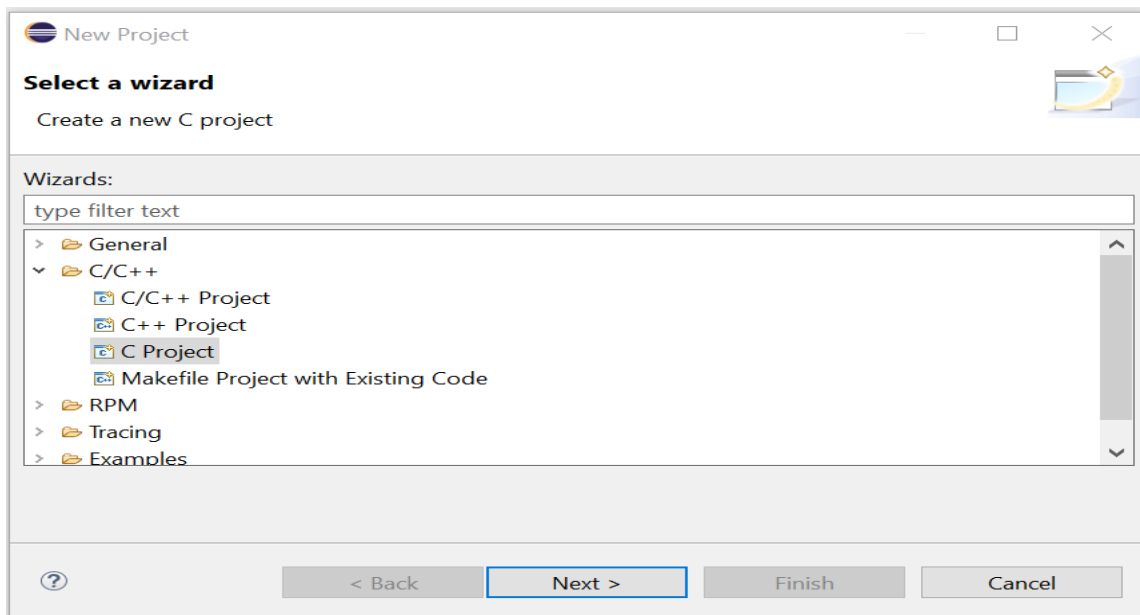 New Project
Select a wizard
Create a new C project
Wizards:
type filter text
General
C/C++
C/C++ Project
C++ Project
C Project
Makefile Project with Existing Code
RPM
Tracing
Examples
? < Back Next > Finish Cancel